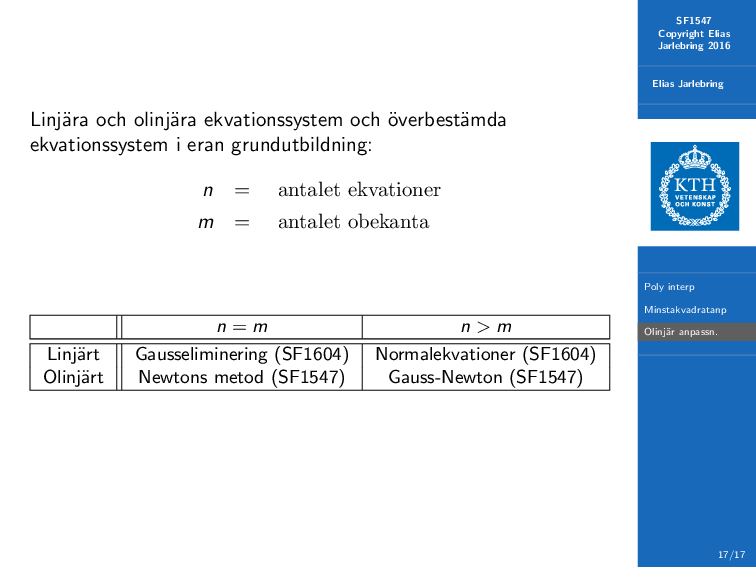 Linjära och olinjära ekvationssystem och överbestämda
ekvationssystem i eran grundutbildning:
n = antalet ekvationer
m = antalet obekanta
n = m n > m
Linjärt Gausseliminering (SF1604) Normalekvationer (SF1604)
Olinjärt Newtons metod (SF1547) Gauss-Newton (SF1547)
SF1547
Copyright Elias
Jarlebring 2016
Elias Jarlebring
KTH
VETENSKAP
OCH KONST
Poly interp
Minstakvadratanp
Olinjär anpassn.
17/17